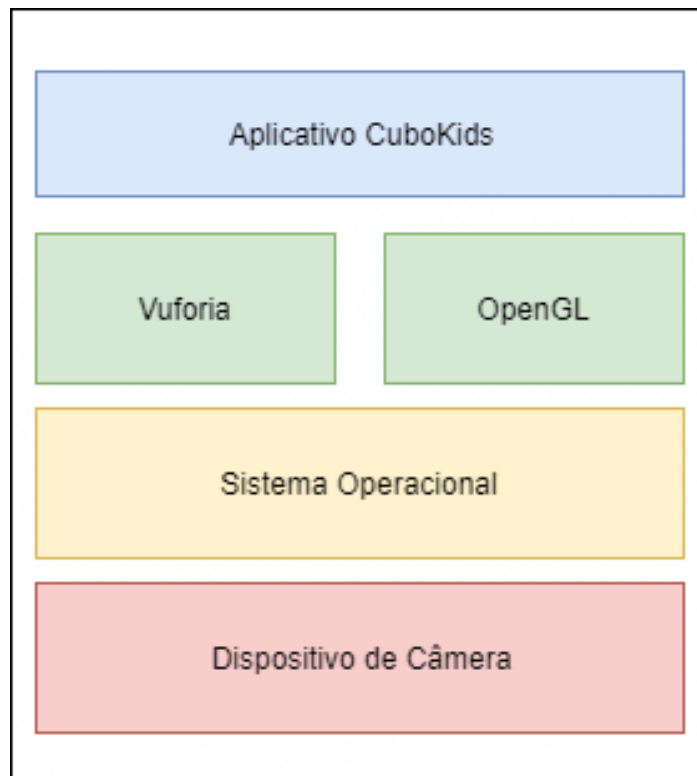 Aplicativo CuboKids
Vuforia
OpenGL
Sistema Operacional
Dispositivo de Câmera